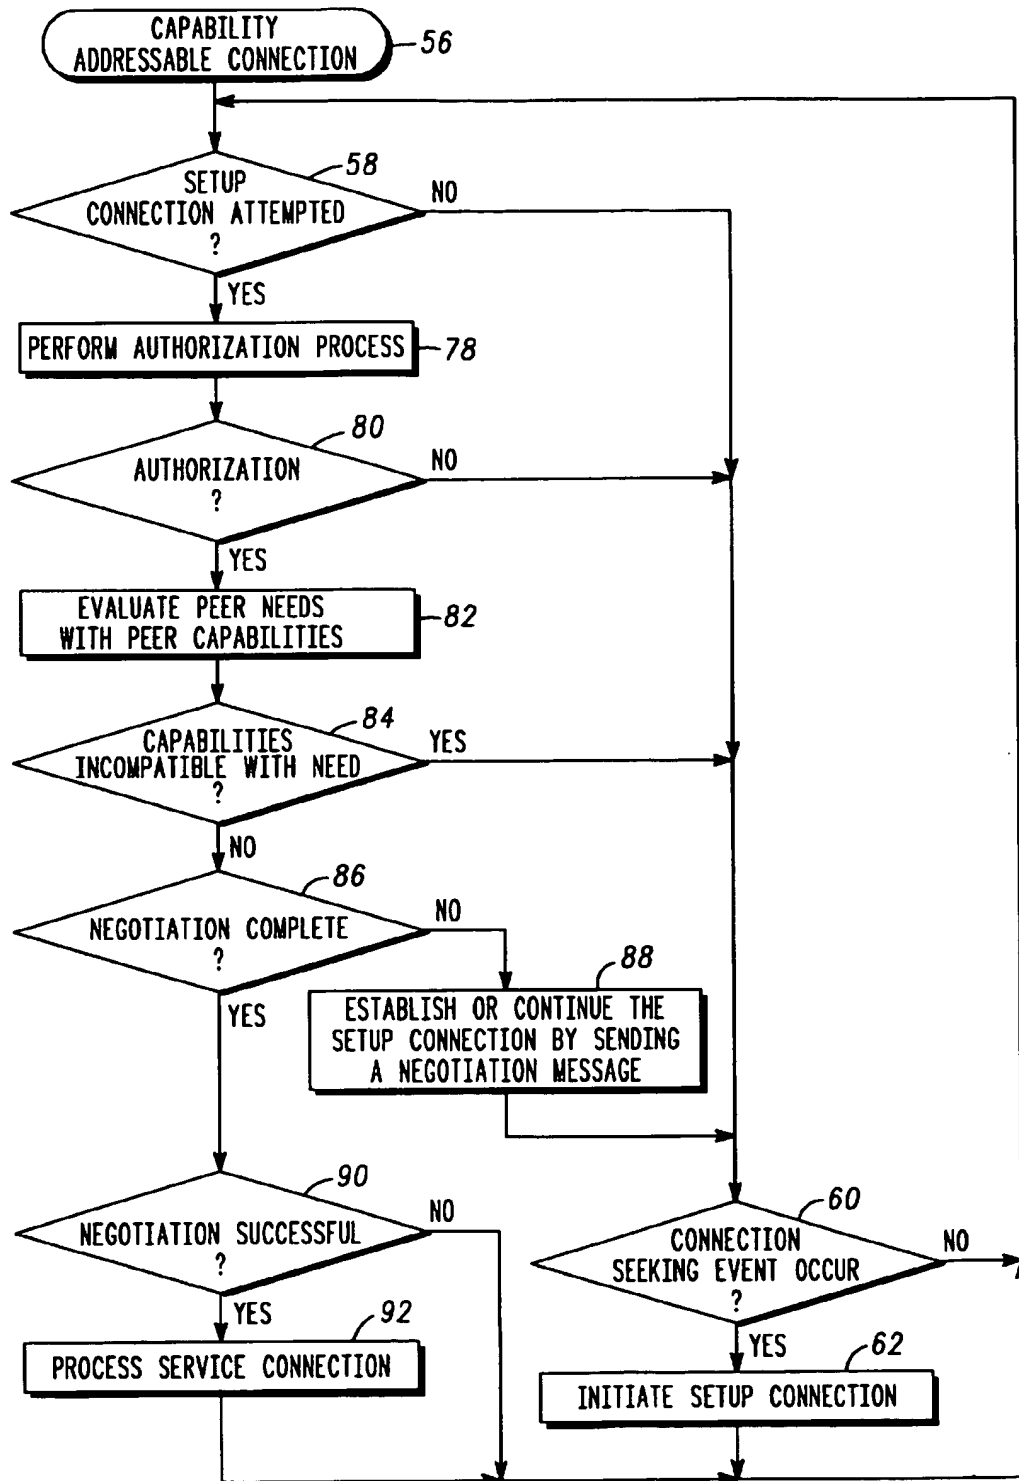 CAPABILITY
ADDRESSABLE CONNECTION
56
58
SETUP
CONNECTION ATTEMPTED
?
NO
YES
PERFORM AUTHORIZATION PROCESS
78
80
AUTHORIZATION
?
NO
YES
EVALUATE PEER NEEDS
WITH PEER CAPABILITIES
82
84
CAPABILITIES
INCOMPATIBLE WITH NEED
?
YES
NO
86
NEGOTIATION COMPLETE
?
NO
YES
88
ESTABLISH OR CONTINUE THE
SETUP CONNECTION BY SENDING
A NEGOTIATION MESSAGE
90
NEGOTIATION SUCCESSFUL
?
NO
YES
92
PROCESS SERVICE CONNECTION
60
CONNECTION
SEEKING EVENT OCCUR
?
NO
YES
62
INITIATE SETUP CONNECTION